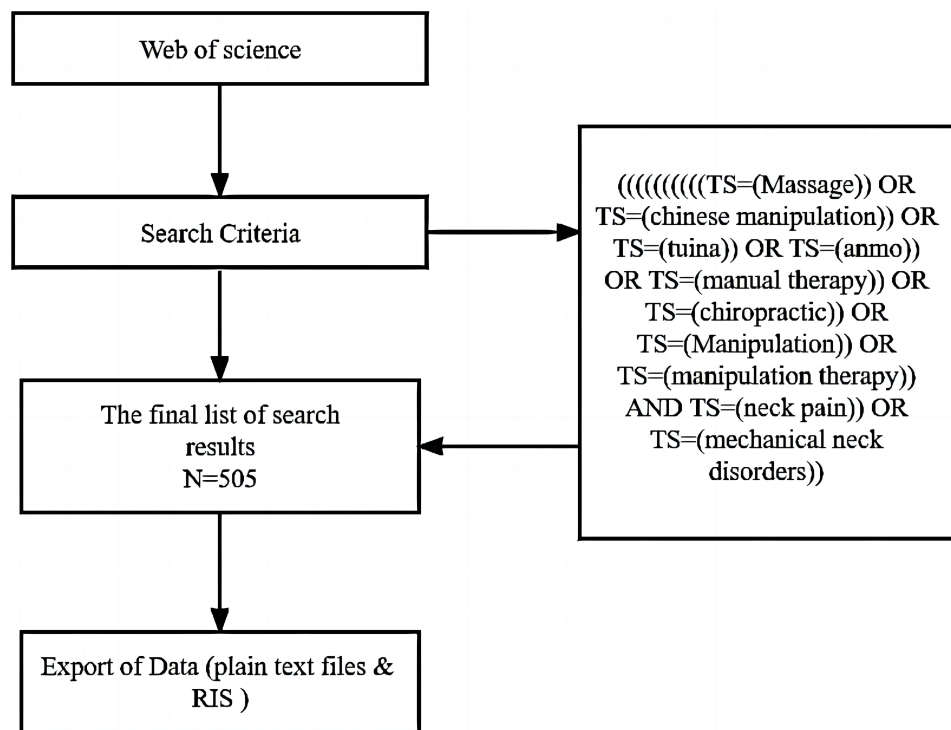 Web of science
Search Criteria
((((((((((TS=(Massage)) OR
TS=(chinese manipulation)) OR
TS=(tuina)) OR TS=(anmo))
OR TS=(manual therapy)) OR
TS=(chiropractic)) OR
TS=(Manipulation)) OR
TS=(manipulation therapy))
AND TS=(neck pain)) OR
TS=(mechanical neck
disorders))
The final list of search
results
N=505
Export of Data (plain text files &
RIS )